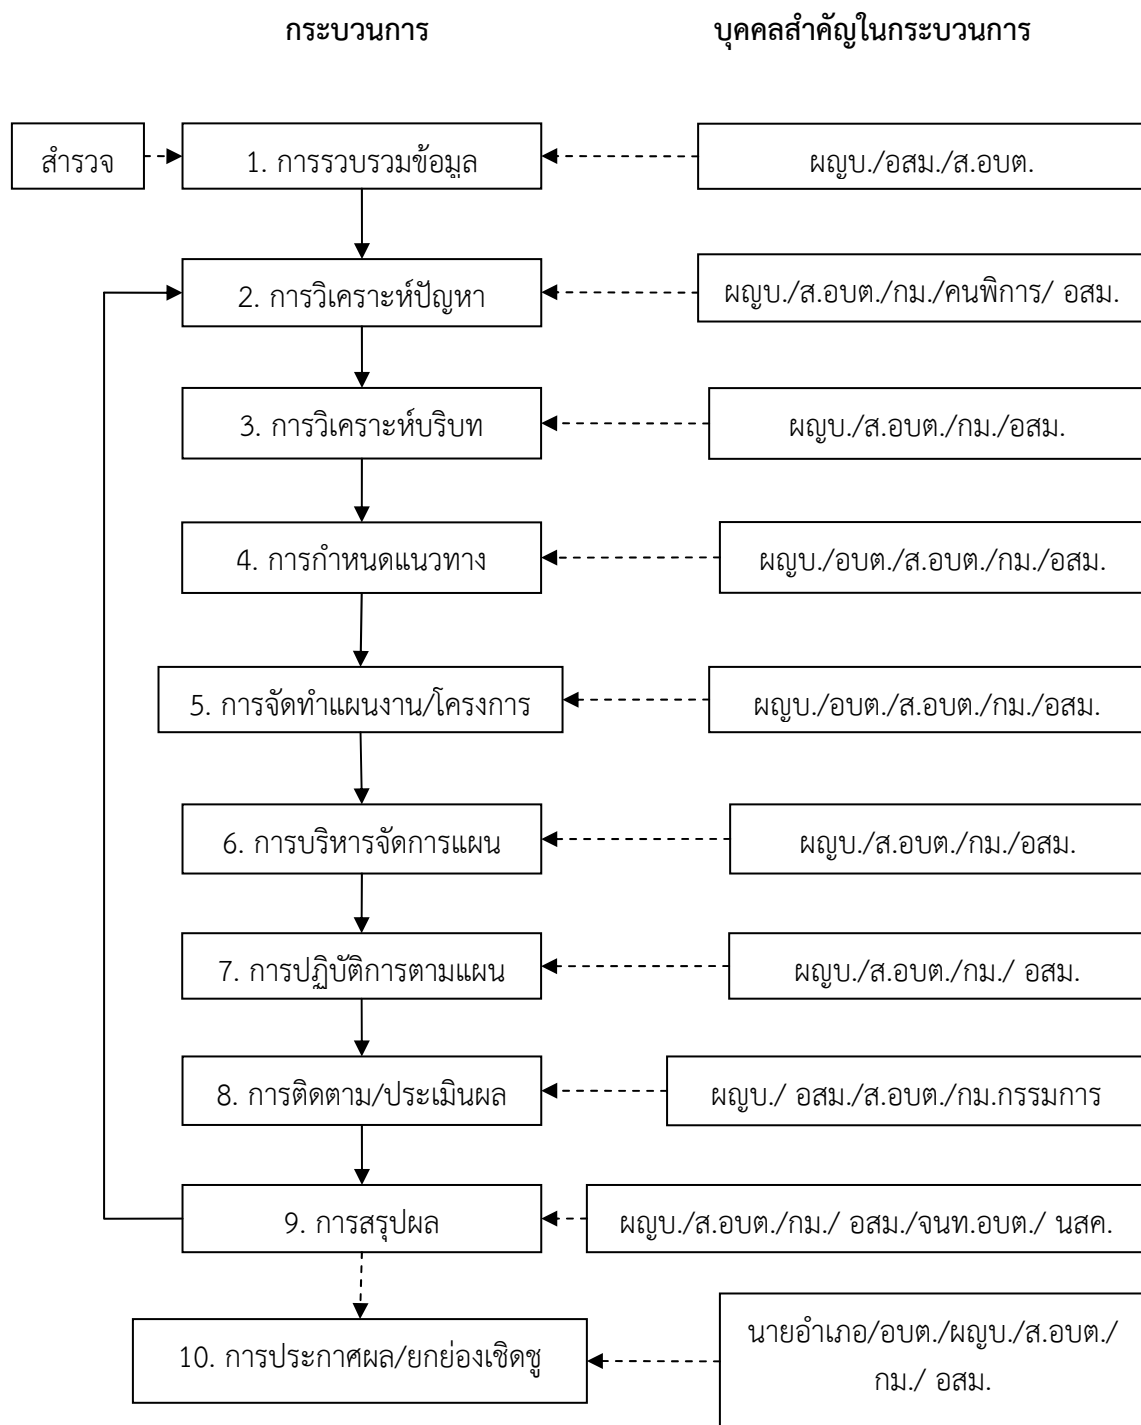 กระบวนการ บุคคลสำคัญในกระบวนการ
สำรวจ 1. การรวบรวมข้อมูล ผญบ./อสม./ส.อบต.
2. การวิเคราะห์ปัญหา ผญบ./ส.อบต./กม./คนพิการ/ อสม.
3. การวิเคราะห์บริบท ผญบ./ส.อบต./กม./อสม.
4. การกำหนดแนวทาง ผญบ./อบต./ส.อบต./กม./อสม.
5. การจัดทำแผนงาน/โครงการ ผญบ./อบต./ส.อบต./กม./อสม.
6. การบริหารจัดการแผน ผญบ./ส.อบต./กม./อสม.
7. การปฏิบัติการตามแผน ผญบ./ส.อบต./กม./ อสม.
8. การติดตาม/ประเมินผล ผญบ./ อสม./ส.อบต./กม.กรรมการ
9. การสรุปผล ผญบ./ส.อบต./กม./ อสม./จนท.อบต./ นสค.
10. การประกาศผล/ยกย่องเชิดชู นายอำเภอ/อบต./ผญบ./ส.อบต./
กม./ อสม.